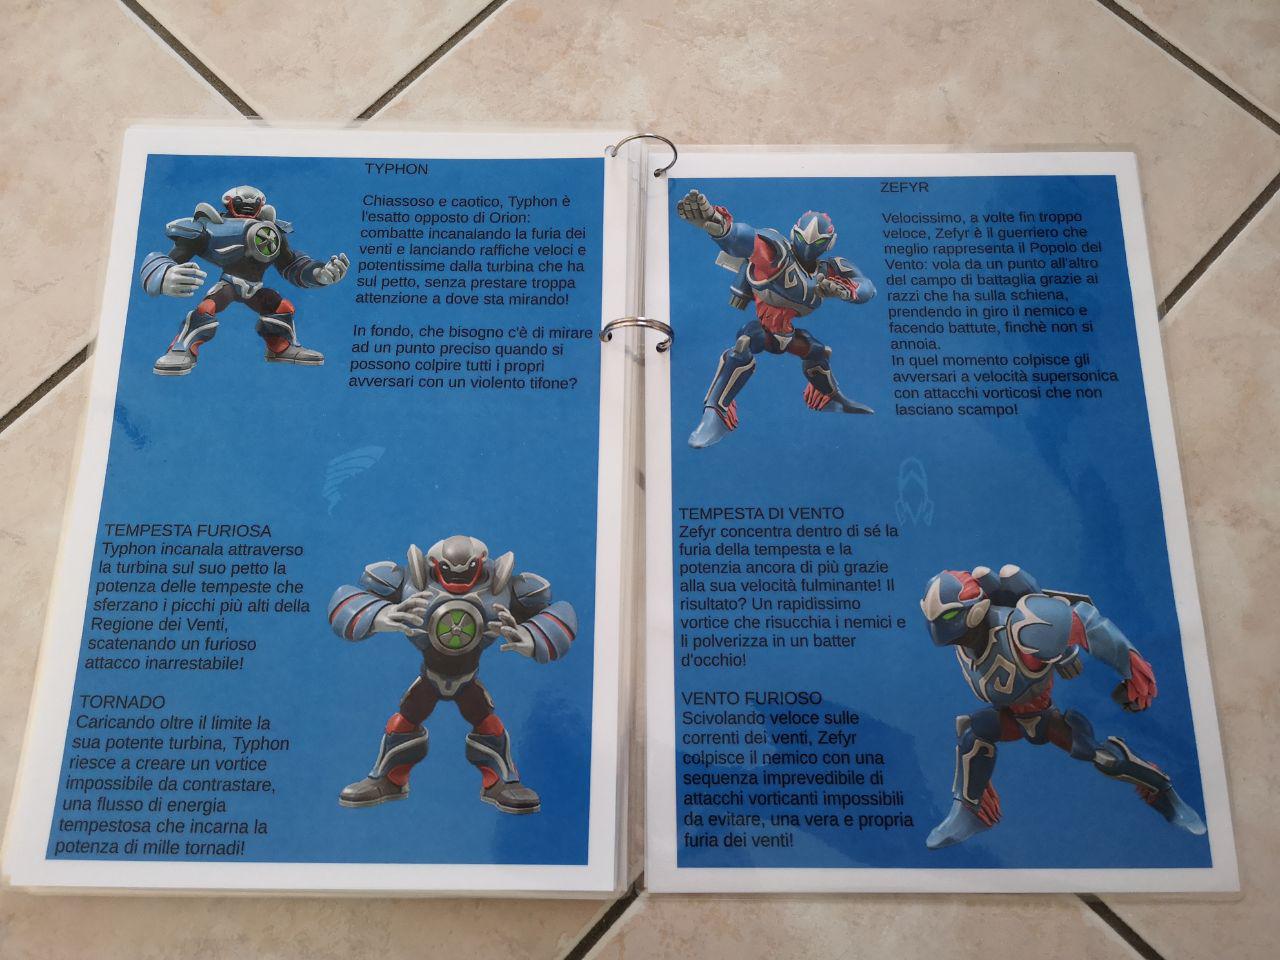 TYPHON
Chiassoso e caotico, Typhon è
l'esatto opposto di Orion:
combatte incanalando la furia dei
venti e lanciando raffiche veloci e
potentissime dalla turbina che ha
sul petto, senza prestare troppa
attenzione a dove sta mirando!
In fondo, che bisogno c'è di mirare
ad un punto preciso quando si
possono colpire tutti i propri
avversari con un violento tifone?
TEMPESTA FURIOSA
Typhon incanala attraverso
la turbina sul suo petto la
potenza delle tempeste che
sferzano i picchi più alti della
Regione dei Venti,
scatenando un furioso
attacco inarrestabile!
TORNADO
Caricando oltre il limite la
sua potente turbina, Typhon
riesce a creare un vortice
impossibile da contrastare,
una flusso di energia
tempestosa che incarna la
potenza di mille tornadi!
ZEFYR
Velocissimo, a volte fin troppo
veloce, Zefyr è il guerriero che
meglio rappresenta il Popolo del
Vento: vola da un punto all'altro
del campo di battaglia grazie ai
razzi che ha sulla schiena,
prendendo in giro il nemico e
facendo battute, finchè non si
annoia.
In quel momento colpisce gli
avversari a velocità supersonica
con attacchi vorticosi che non
lasciano scampo!
TEMPESTA DI VENTO
Zefyr concentra dentro di sé la
furia della tempesta e la
potenzia ancora di più grazie
alla sua velocità fulminante! Il
risultato? Un rapidissimo
vortice che risucchia i nemici e
li polverizza in un batter
d'occhio!
VENTO FURIOSO
Scivolando veloce sulle
correnti dei venti, Zefyr
colpisce il nemico con una
sequenza imprevedibile di
attacchi vorticanti impossibili
da evitare, una vera e propria
furia dei venti!